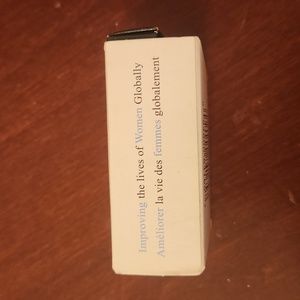 Improving the lives of Women Globally
Améliorer la vie des femmes globalement